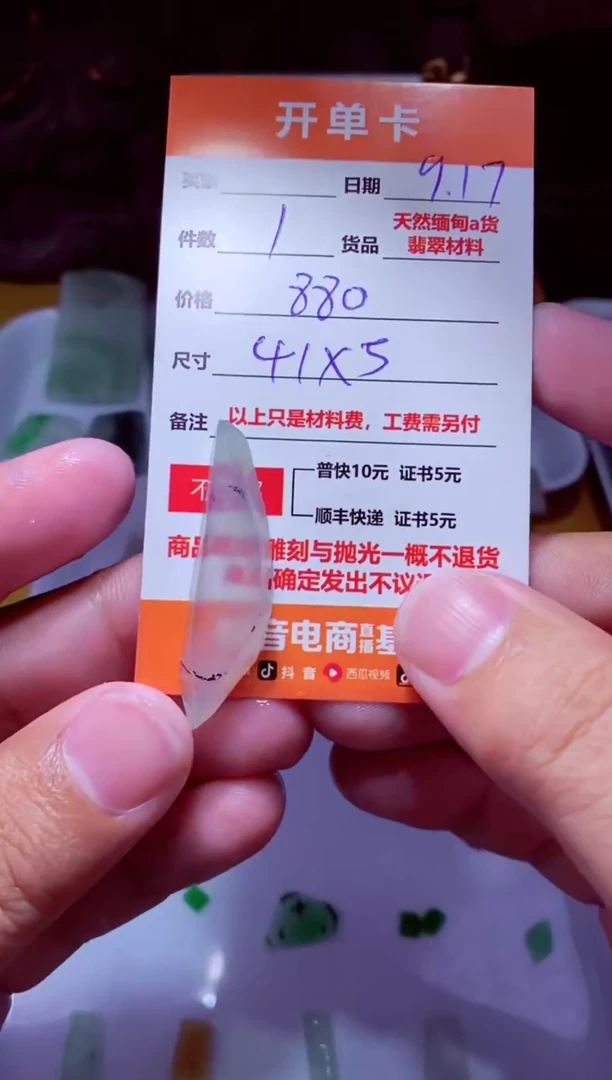 开单卡
日期 9.17
件数 1 货品 天然缅甸a货
翡翠材料
价格 880
尺寸 41X5
备注 以上只是材料费，工费需另付
普快10元 证书5元
不
顺丰快递 证书5元
商品 雕刻与抛光一概不退货
确定发出不议
音电商直播基
抖音 西瓜视频